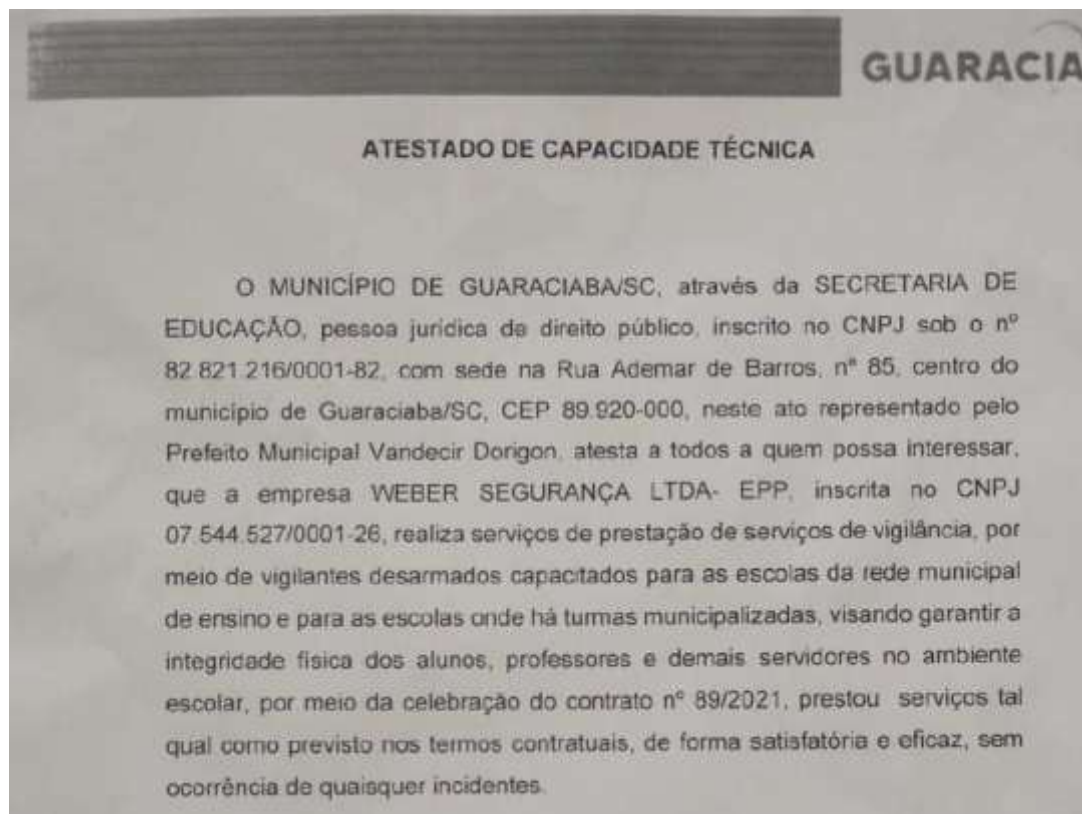 GUARACIA
ATESTADO DE CAPACIDADE TÉCNICA
O MUNICÍPIO DE GUARACIABA/SC, através da SECRETARIA DE
EDUCAÇÃO, pessoa jurídica de direito público, inscrito no CNPJ sob o nº
82.821.216/0001-82, com sede na Rua Ademar de Barros, nº 85, centro do
município de Guaraciaba/SC, CEP 89.920-000, neste ato representado pelo
Prefeito Municipal Vandecir Dorigon, atesta a todos a quem possa interessar,
que a empresa WEBER SEGURANÇA LTDA- EPP, inscrita no CNPJ
07.544.527/0001-26, realiza serviços de prestação de serviços de vigilância, por
meio de vigilantes desarmados capacitados para as escolas da rede municipal
de ensino e para as escolas onde há turmas municipalizadas, visando garantir a
integridade física dos alunos, professores e demais servidores no ambiente
escolar, por meio da celebração do contrato nº 89/2021, prestou serviços tal
qual como previsto nos termos contratuais, de forma satisfatória e eficaz, sem
ocorrência de quaisquer incidentes.